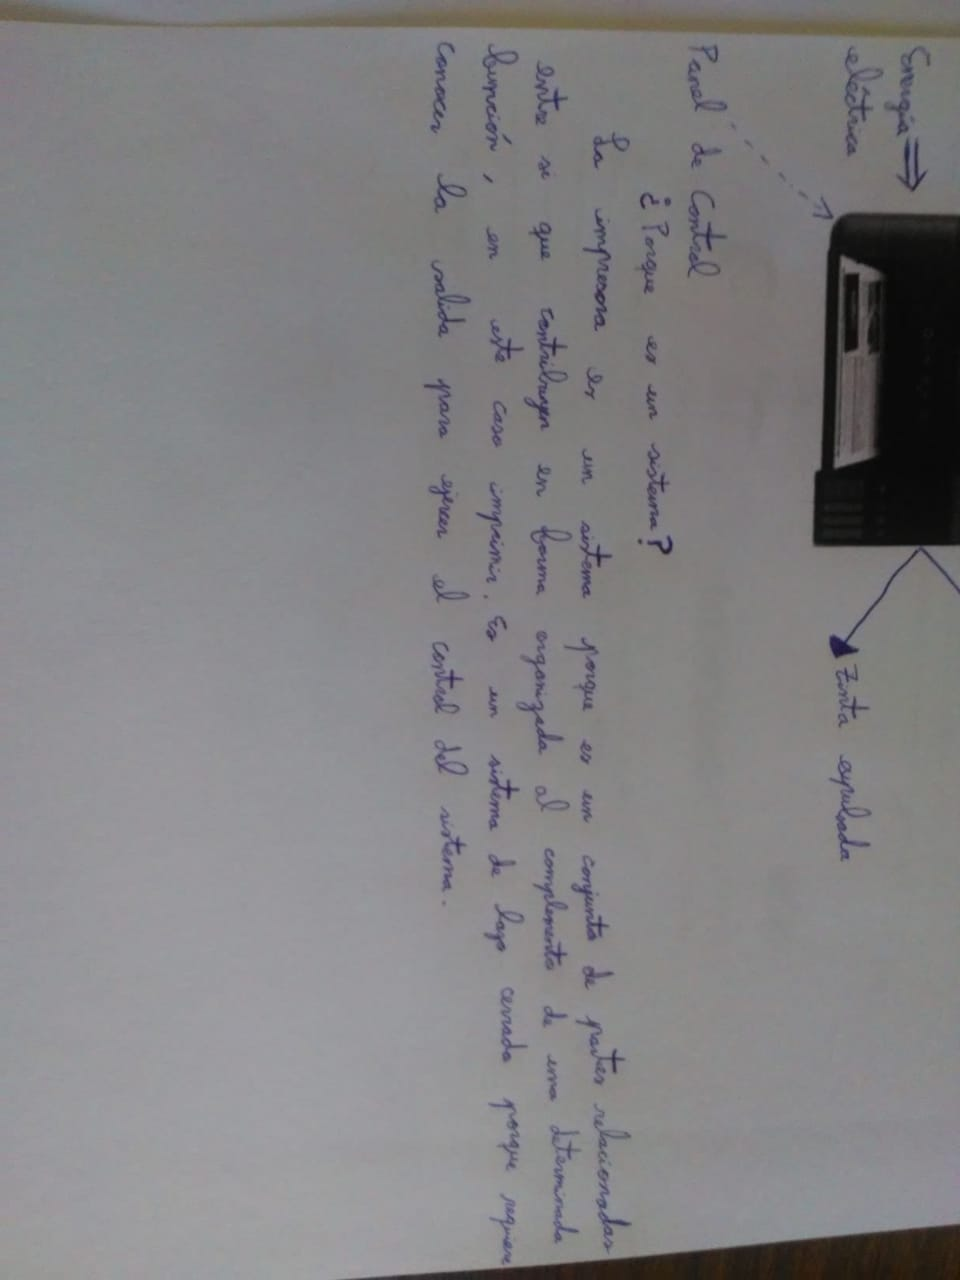 Energía
eléctrica
Tinta expulsada
Panel de Control
¿Porque es un sistema?
La impresora es un sistema porque es un conjunto de partes relacionadas
entre si que contribuyen en forma organizada al complemento de una determinada
función, en este caso imprimir. Es un sistema de lazo cerrado porque requiere
conocer la salida para ejercer el control del sistema.